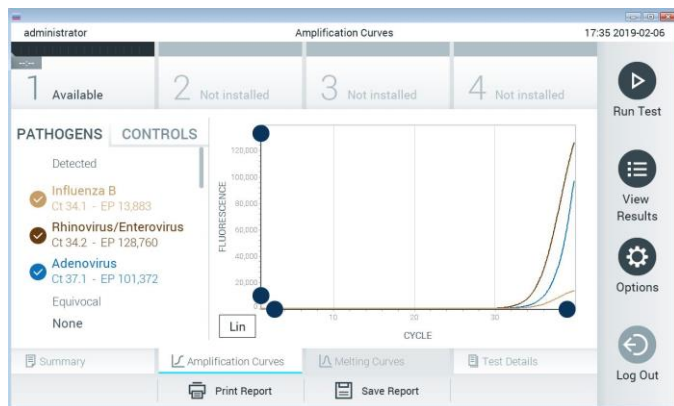 administrator
Amplification Curves
17:35 2019-02-06
--:--
1 Available
2 Not installed
3 Not installed
4 Not installed
Run Test
View
Results
Options
Log Out
PATHOGENS
CONTROLS
Detected
Influenza B
Ct 34.1 - EP 13,883
Rhinovirus/Enterovirus
Ct 34.2 - EP 128,760
Adenovirus
Ct 37.1 - EP 101,372
Equivocal
None
FLUORESCENCE
120,000
100,000
80,000
60,000
40,000
20,000
0
10
20
30
CYCLE
Lin
Summary
Amplification Curves
Melting Curves
Test Details
Print Report
Save Report